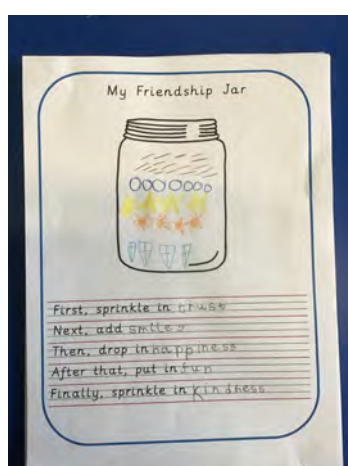 My Friendship Jar
First, sprinkle in trust
Next, add smiles
Then, drop in happiness
After that, put in fun
Finally, sprinkle in kindness